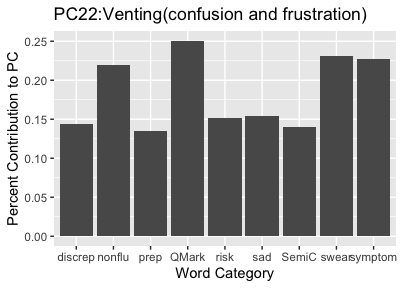 PC22:Venting(confusion and frustration)
Percent Contribution to PC
0.25
0.20
0.15
0.10
0.05
0.00
discrep nonflu prep QMark risk sad SemiC swear symptom
Word Category